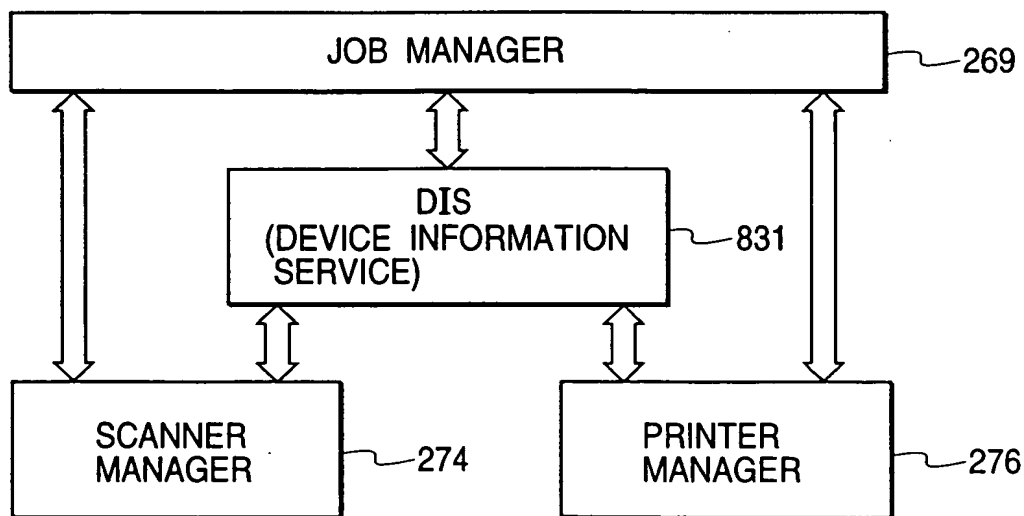 JOB MANAGER
269
DIS
(DEVICE INFORMATION
SERVICE)
831
SCANNER
MANAGER
274
PRINTER
MANAGER
276